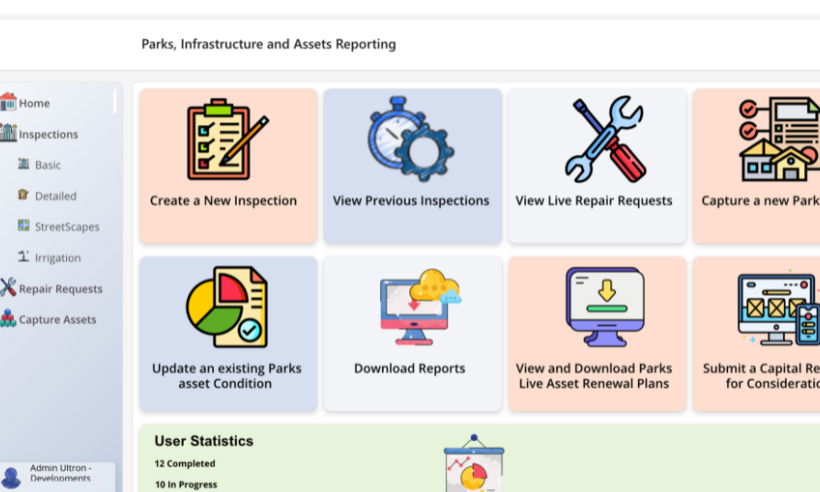 Parks, Infrastructure and Assets Reporting
Home
Inspections
Basic
Detailed
StreetScapes
Irrigation
Repair Requests
Capture Assets
Admin Ultron -
Developments
Create a New Inspection
View Previous Inspections
View Live Repair Requests
Capture a new Park
Update an existing Parks
asset Condition
Download Reports
View and Download Parks
Live Asset Renewal Plans
Submit a Capital Re
for Consideratio
User Statistics
12 Completed
10 In Progress